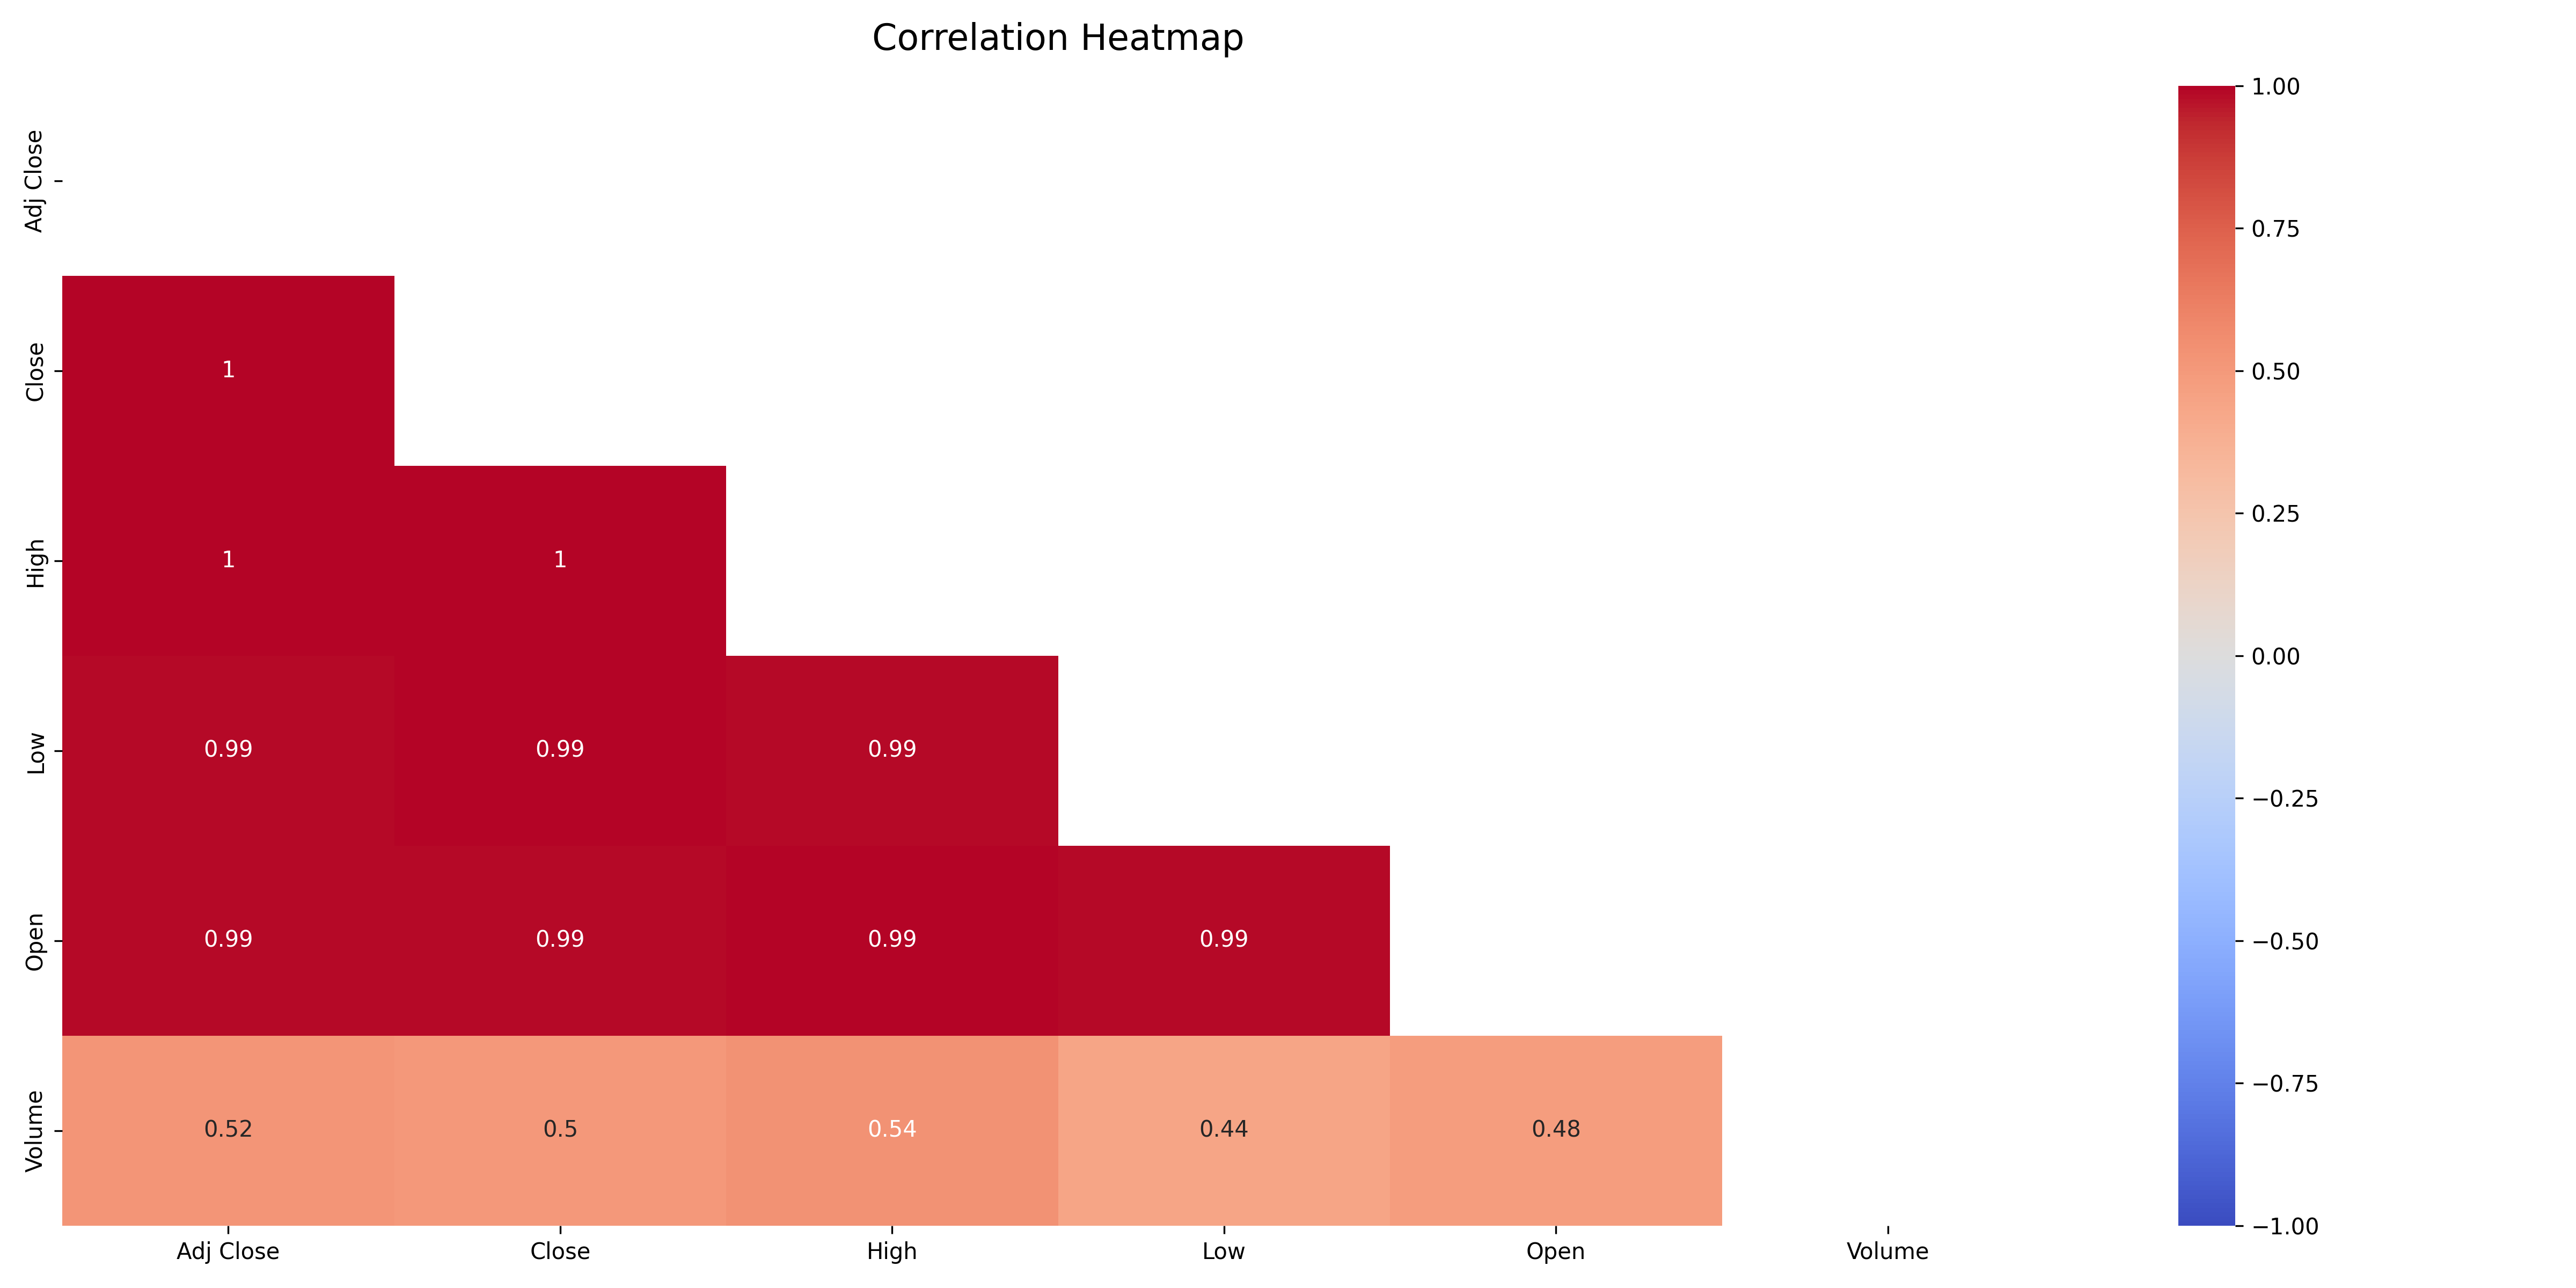 Correlation Heatmap
Adj Close
Close
High
Low
Open
Volume
1
1 1
0.99 0.99 0.99
0.99 0.99 0.99 0.99
0.52 0.5 0.54 0.44 0.48
Adj Close Close High Low Open Volume
1.00
0.75
0.50
0.25
0.00
−0.25
−0.50
−0.75
−1.00